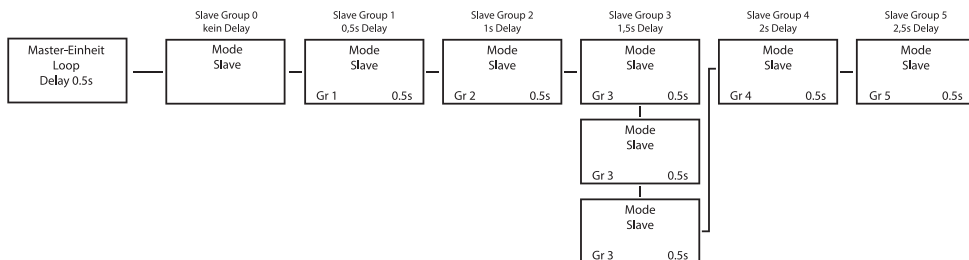 Slave Group 0
kein Delay
Slave Group 1
0,5s Delay
Slave Group 2
1s Delay
Slave Group 3
1,5s Delay
Slave Group 4
2s Delay
Slave Group 5
2,5s Delay
Master-Einheit
Loop
Delay 0.5s
Mode
Slave
Mode
Slave
Gr 1 0.5s
Mode
Slave
Gr 2 0.5s
Mode
Slave
Gr 3 0.5s
Mode
Slave
Gr 4 0.5s
Mode
Slave
Gr 5 0.5s
Mode
Slave
Gr 3 0.5s
Mode
Slave
Gr 3 0.5s